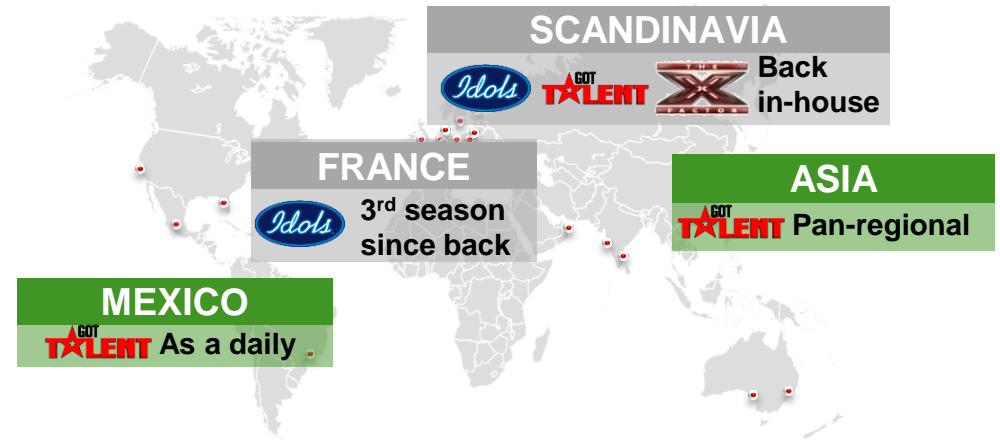 SCANDINAVIA
Idols
GOT
TALENT
THE
X
FACTOR
Back
in-house
FRANCE
Idols
3rd season
since back
ASIA
GOT
TALENT
Pan-regional
MEXICO
GOT
TALENT
As a daily